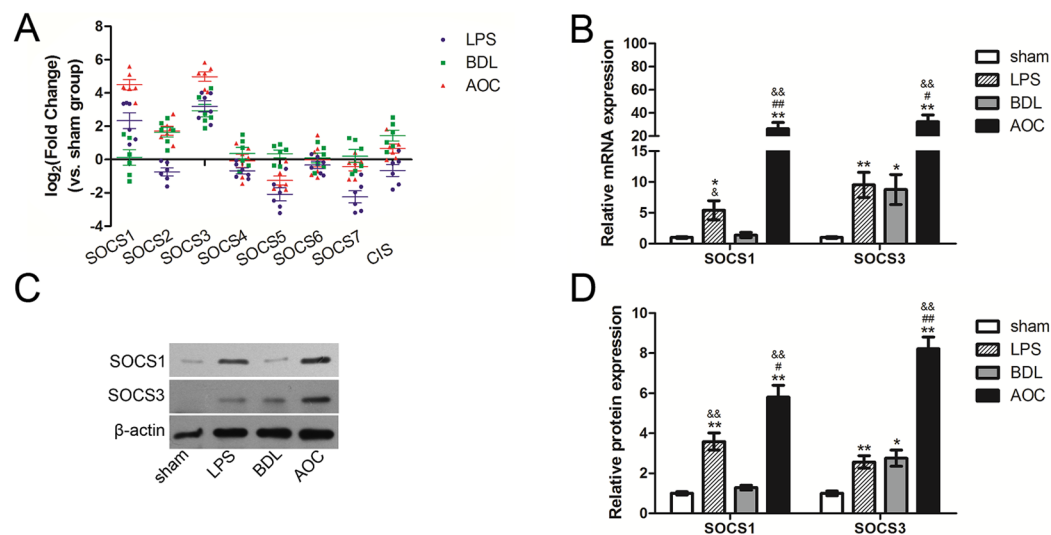 A
log₂(Fold Change)
(vs. sham group)
8
6
4
2
0
-2
-4
SOCS1
SOCS2
SOCS3
SOCS4
SOCS5
SOCS6
SOCS7
CIS
LPS
BDL
AOC
B
Relative mRNA expression
100
80
60
40
20
15
10
5
0
*
&
&&
##
**
**
*
&&
#
**
SOCS1 SOCS3
sham
LPS
BDL
AOC
C
SOCS1
SOCS3
β-actin
sham LPS BDL AOC
D
Relative protein expression
10
8
6
4
2
0
&&
**
&&
#
**
**
*
&&
##
**
SOCS1 SOCS3
sham
LPS
BDL
AOC